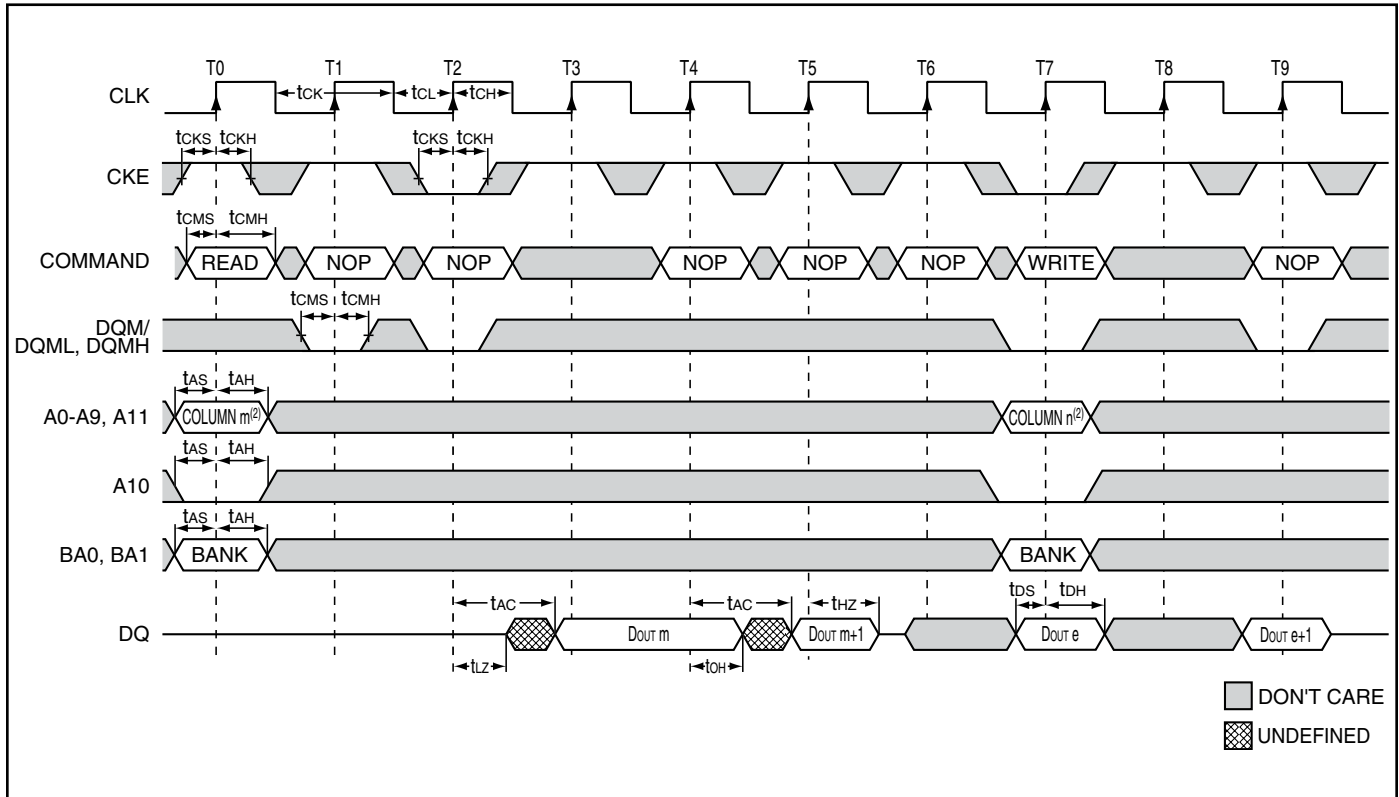 T0 T1 T2 T3 T4 T5 T6 T7 T8 T9
CLK tCK tCL tCH
tCKS tCKH tCKS tCKH
CKE
tCMS tCMH
COMMAND READ NOP NOP NOP NOP NOP WRITE NOP
tCMS tCMH
DQM/
DQML, DQMH
tAS tAH
A0-A9, A11 COLUMN m(2) COLUMN n(2)
tAS tAH
A10
tAS tAH
BA0, BA1 BANK BANK
tAC tAC tHZ tDS tDH
DQ DOUT m DOUT m+1 DOUT e DOUT e+1
tLZ tOH
DON'T CARE
UNDEFINED